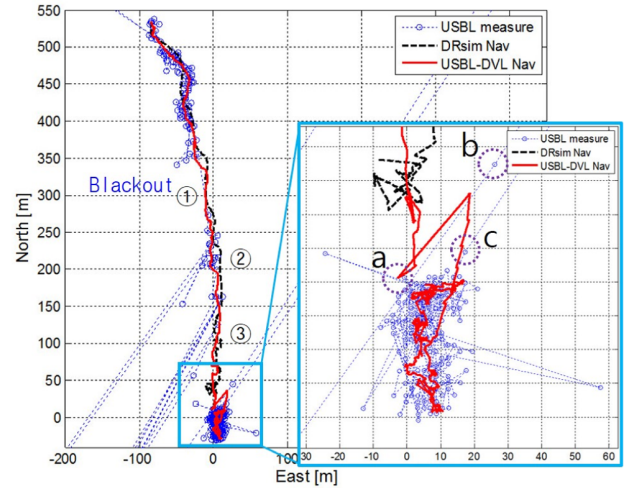 550
500
450
400
350
300
250
200
150
100
50
0
-200
-100
0
100
North [m]
East [m]
USBL measure
DRsim Nav
USBL-DVL Nav
Blackout
①
②
③
USBL measure
DRsim Nav
USBL-DVL Nav
a
b
c
-30
-20
-10
0
10
20
30
40
50
60